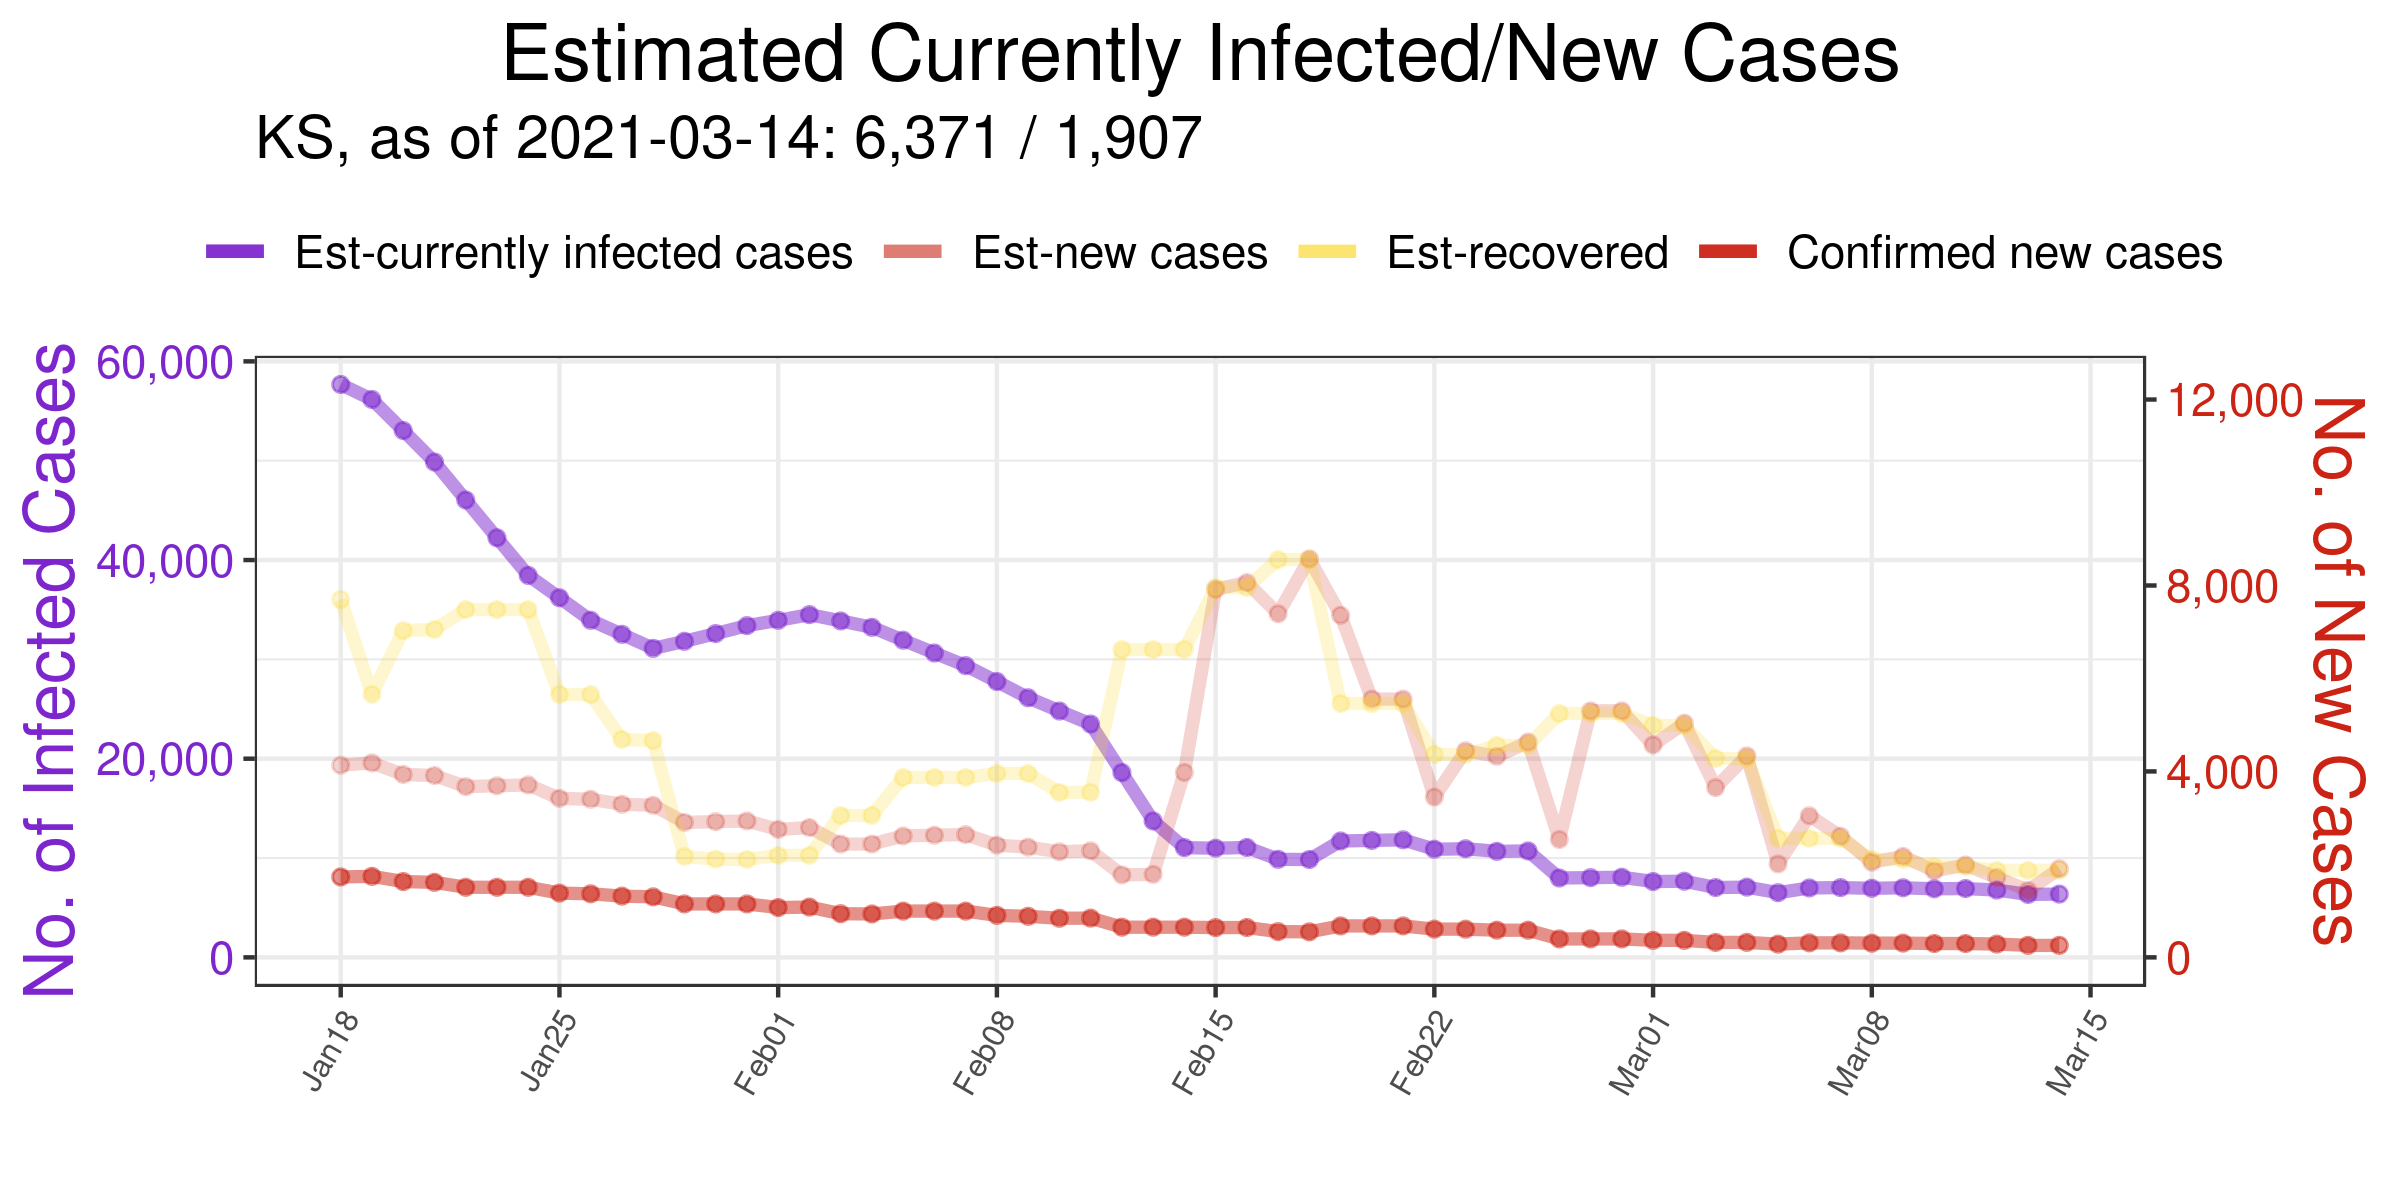 Estimated Currently Infected/New Cases
KS, as of 2021-03-14: 6,371 / 1,907
Est-currently infected cases Est-new cases Est-recovered Confirmed new cases
No. of Infected Cases
60,000
40,000
20,000
0
12,000
8,000
4,000
0
No. of New Cases
Jan18 Jan25 Feb01 Feb08 Feb15 Feb22 Mar01 Mar08 Mar15